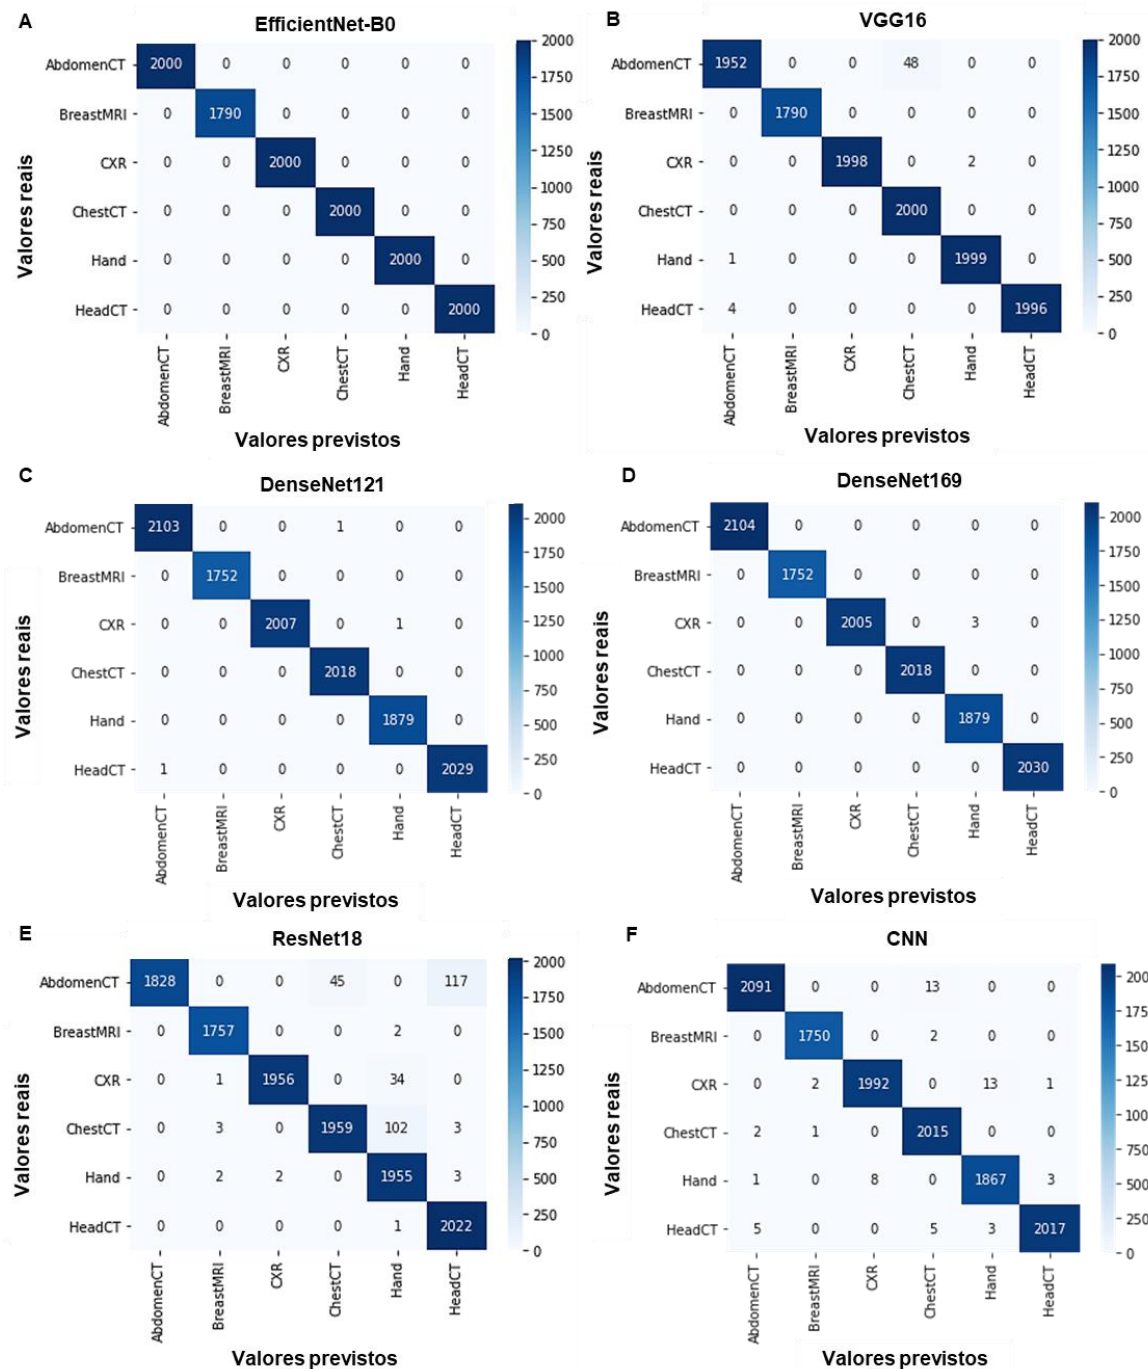 A
EfficientNet-B0
Valores reais
AbdomenCT 2000 0 0 0 0 0
BreastMRI 0 1790 0 0 0 0
CXR 0 0 2000 0 0 0
ChestCT 0 0 0 2000 0 0
Hand 0 0 0 0 2000 0
HeadCT 0 0 0 0 0 2000
AbdomenCT BreastMRI CXR ChestCT Hand HeadCT
2000
1750
1500
1250
1000
750
500
250
0
Valores previstos
B
VGG16
Valores reais
AbdomenCT 1952 0 0 48 0 0
BreastMRI 0 1790 0 0 0 0
CXR 0 0 1998 0 2 0
ChestCT 0 0 0 2000 0 0
Hand 1 0 0 0 1999 0
HeadCT 4 0 0 0 0 1996
AbdomenCT BreastMRI CXR ChestCT Hand HeadCT
2000
1750
1500
1250
1000
750
500
250
0
Valores previstos
C
DenseNet121
Valores reais
AbdomenCT 2103 0 0 1 0 0
BreastMRI 0 1752 0 0 0 0
CXR 0 0 2007 0 1 0
ChestCT 0 0 0 2018 0 0
Hand 0 0 0 0 1879 0
HeadCT 1 0 0 0 0 2029
AbdomenCT BreastMRI CXR ChestCT Hand HeadCT
2000
1750
1500
1250
1000
750
500
250
0
Valores previstos
D
DenseNet169
Valores reais
AbdomenCT 2104 0 0 0 0 0
BreastMRI 0 1752 0 0 0 0
CXR 0 0 2005 0 3 0
ChestCT 0 0 0 2018 0 0
Hand 0 0 0 0 1879 0
HeadCT 0 0 0 0 0 2030
AbdomenCT BreastMRI CXR ChestCT Hand HeadCT
2000
1750
1500
1250
1000
750
500
250
0
Valores previstos
E
ResNet18
Valores reais
AbdomenCT 1828 0 0 45 0 117
BreastMRI 0 1757 0 0 2 0
CXR 0 1 1956 0 34 0
ChestCT 0 3 0 1959 102 3
Hand 0 2 2 0 1955 3
HeadCT 0 0 0 0 1 2022
AbdomenCT BreastMRI CXR ChestCT Hand HeadCT
2000
1750
1500
1250
1000
750
500
250
0
Valores previstos
F
CNN
Valores reais
AbdomenCT 2091 0 0 13 0 0
BreastMRI 0 1750 0 2 0 0
CXR 0 2 1992 0 13 1
ChestCT 2 1 0 2015 0 0
Hand 1 0 8 0 1867 3
HeadCT 5 0 0 5 3 2017
AbdomenCT BreastMRI CXR ChestCT Hand HeadCT
500
250
0
Valores previstos